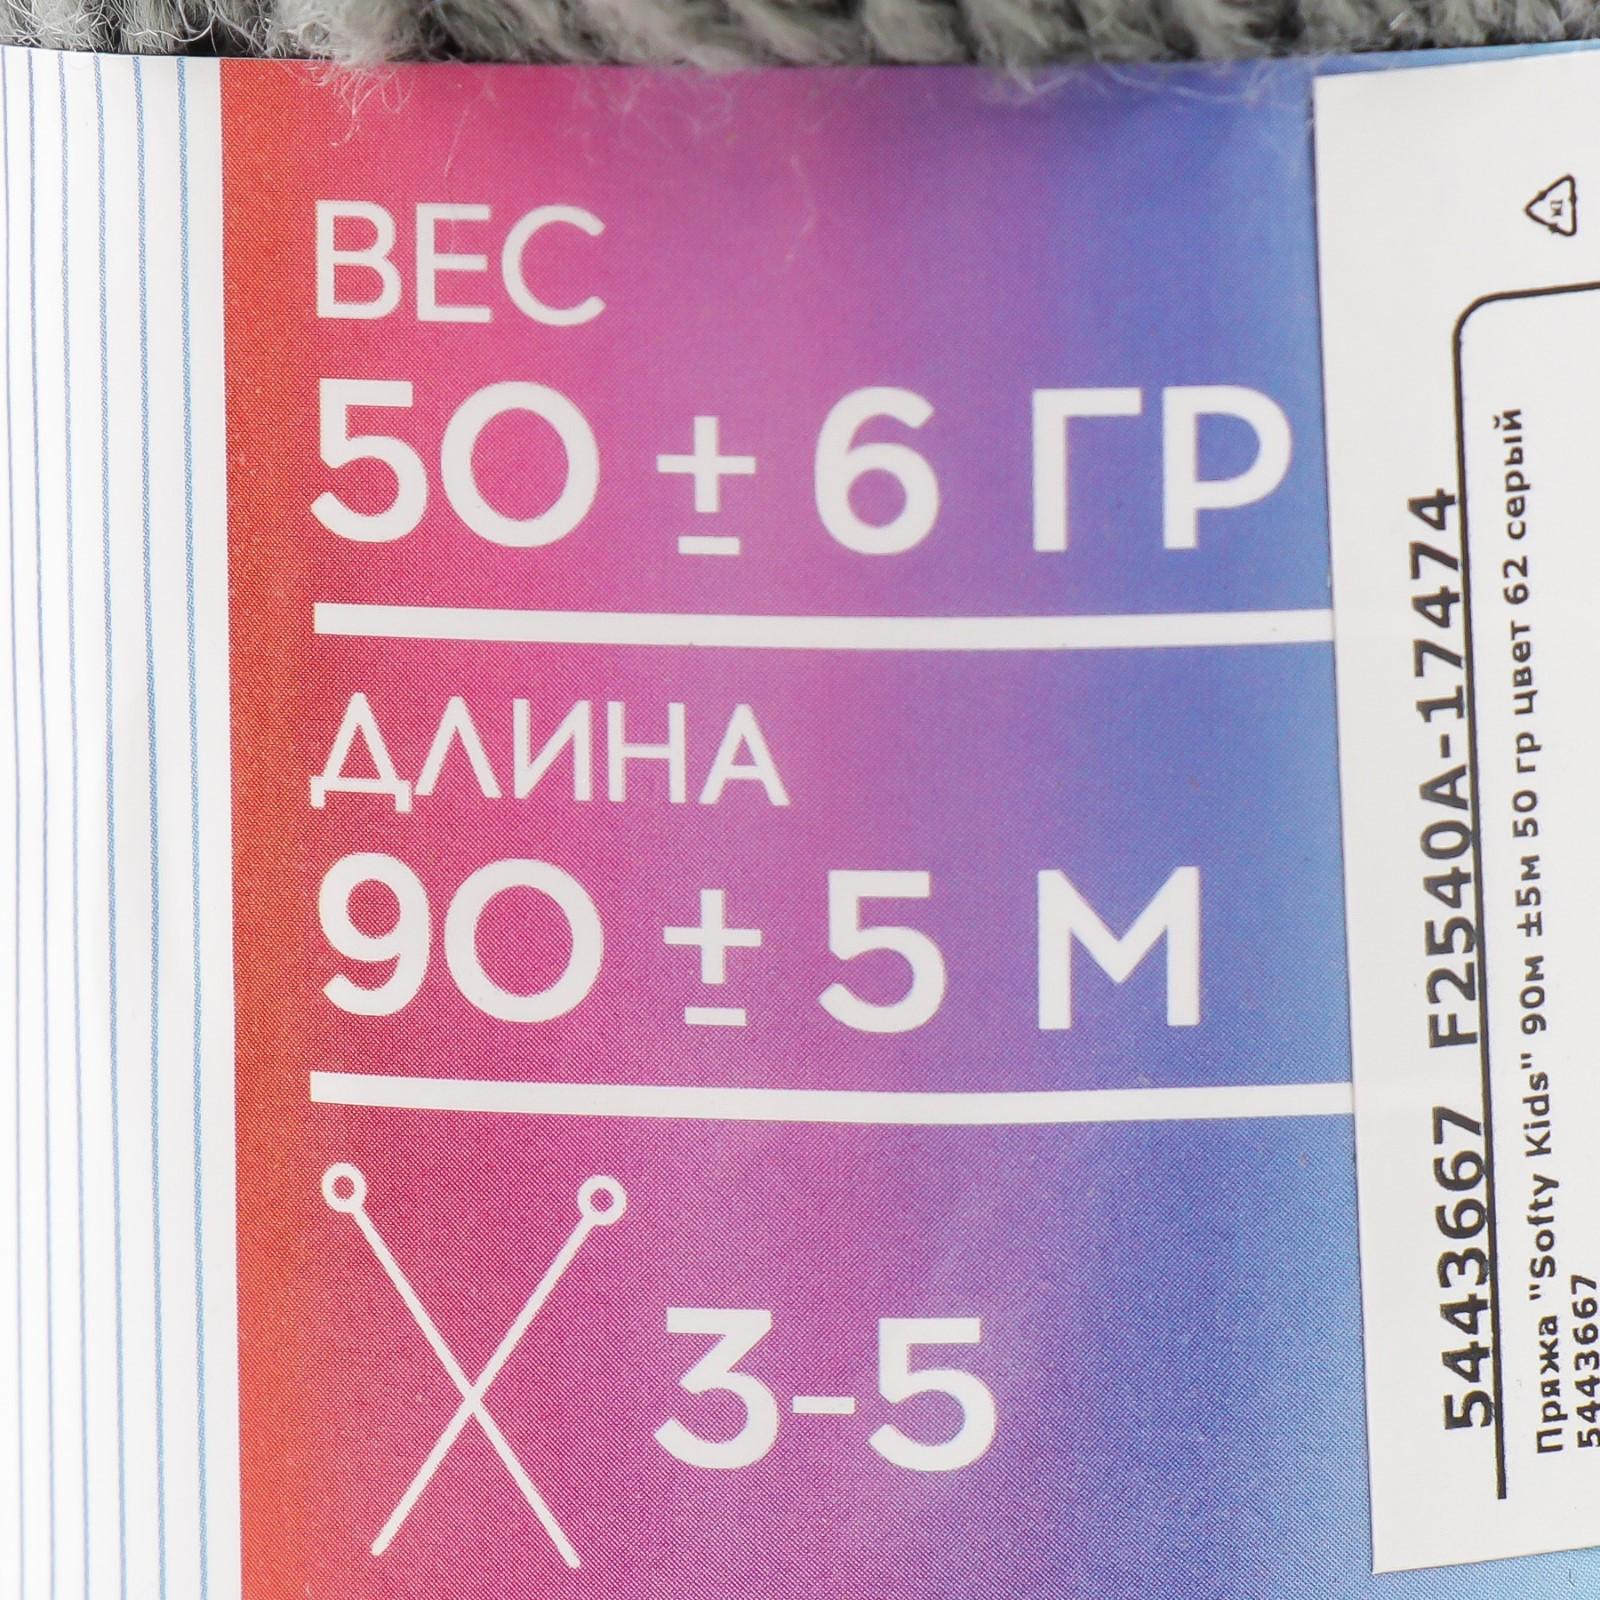 ВЕС
50 ± 6 ГР
ДЛИНА
90 ± 5 М
3-5
5443667 F2540A-17474
Пряжа "Softy Kids" 90м ±5м 50 гр цвет 62 серый
5443667